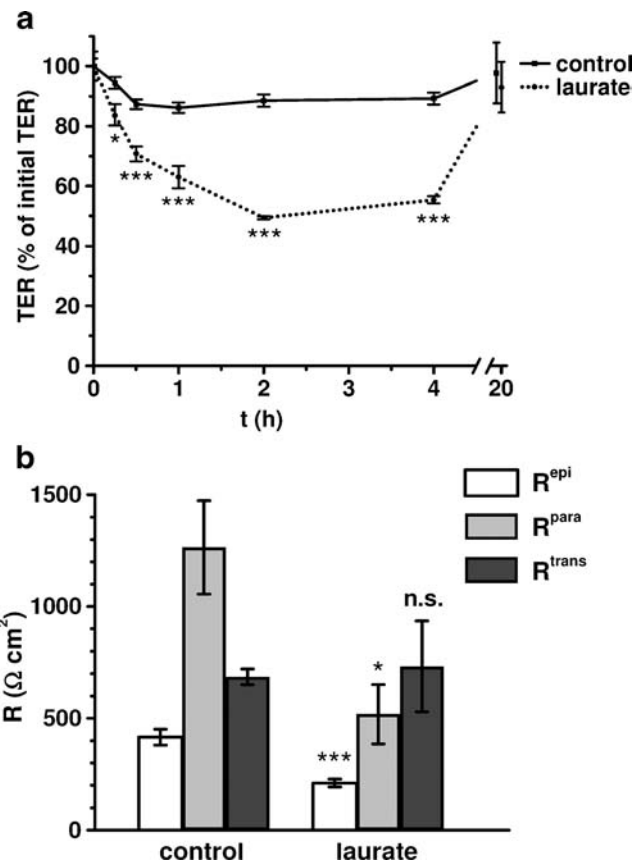 a
control
laurate
100
80
60
40
20
0
TER (% of initial TER)
*
***
***
***
***
0 1 2 3 4 20
t (h)
b
R^epi
R^para
R^trans
1500
1000
500
0
R (Ω cm²)
***
*
n.s.
control laurate